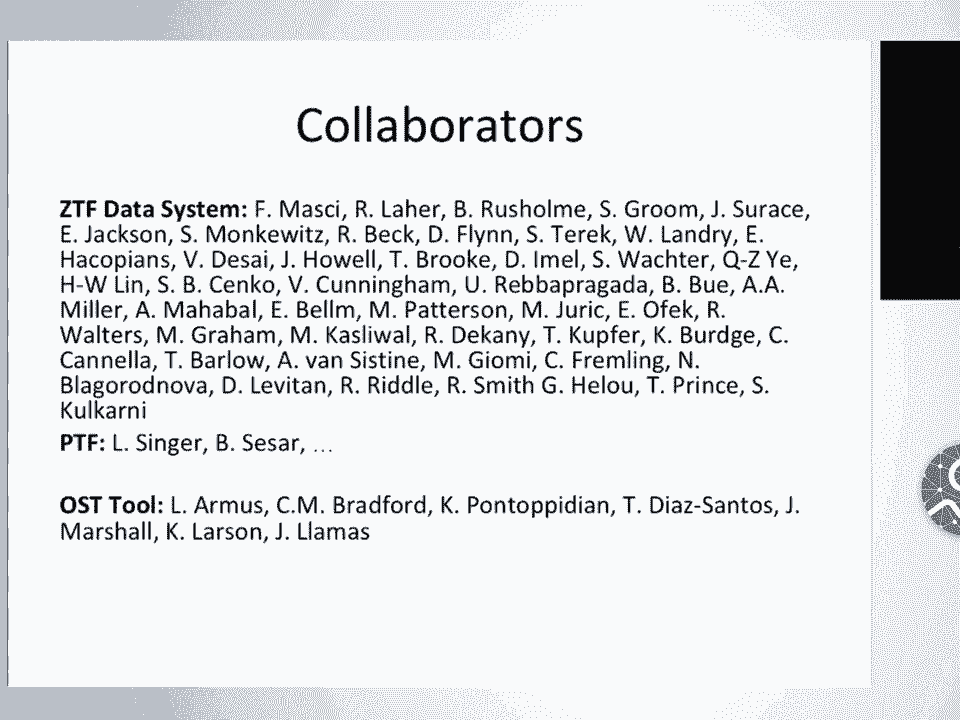 Collaborators
ZTF Data System: F. Masci, R. Laher, B. Rusholme, S. Groom, J. Surace,
E. Jackson, S. Monkewitz, R. Beck, D. Flynn, S. Terek, W. Landry, E.
Hacopians, V. Desai, J. Howell, T. Brooke, D. Imel, S. Wachter, Q-Z Ye,
H-W Lin, S. B. Cenko, V. Cunningham, U. Rebbapragada, B. Bue, A.A.
Miller, A. Mahabal, E. Bellm, M. Patterson, M. Juric, E. Ofek, R.
Walters, M. Graham, M. Kasliwal, R. Dekany, T. Kupfer, K. Burdge, C.
Cannella, T. Barlow, A. van Sistine, M. Giomi, C. Fremling, N.
Blagorodnova, D. Levitan, R. Riddle, R. Smith G. Helou, T. Prince, S.
Kulkarni
PTF: L. Singer, B. Sesar, ...
OST Tool: L. Armus, C.M. Bradford, K. Pontoppidian, T. Diaz-Santos, J.
Marshall, K. Larson, J. Llamas